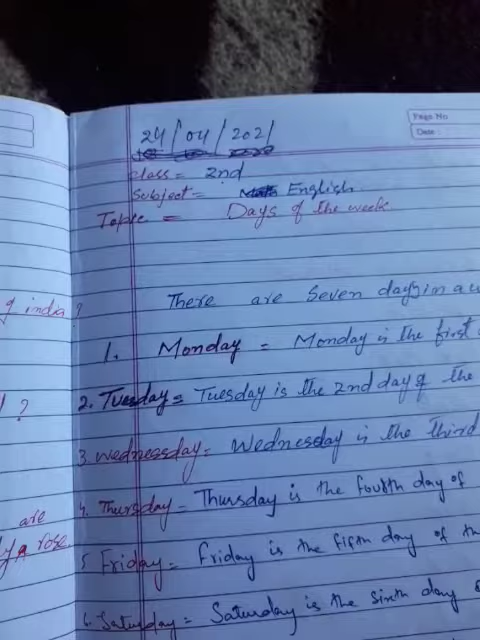 Page No
Date
24/04/2021
Class = 2nd
Subject = English
Topic = Days of the week
There are Seven days in a
1. Monday = Monday is the first
2. Tuesday = Tuesday is the 2nd day of the
3. Wednessday = Wednesday is the Third
4. Thursday = Thursday is the fourth day of
5 Friday = Friday is the fifth day of
6. Saturday = Saturday is the sixth day
of india ?
?
are
rose